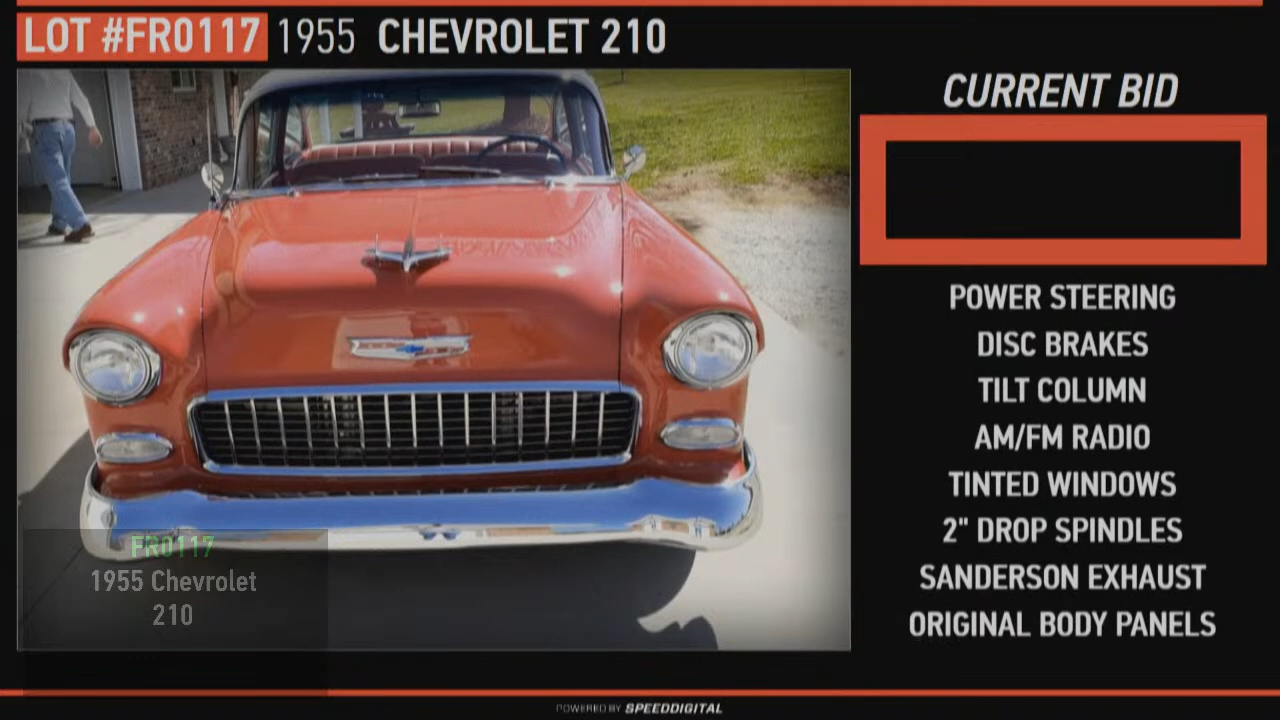 LOT #FR0117 1955 CHEVROLET 210
CURRENT BID
POWER STEERING
DISC BRAKES
TILT COLUMN
AM/FM RADIO
TINTED WINDOWS
2" DROP SPINDLES
SANDERSON EXHAUST
ORIGINAL BODY PANELS
FR0117
1955 Chevrolet
210
POWERED BY SPEEDDIGITAL